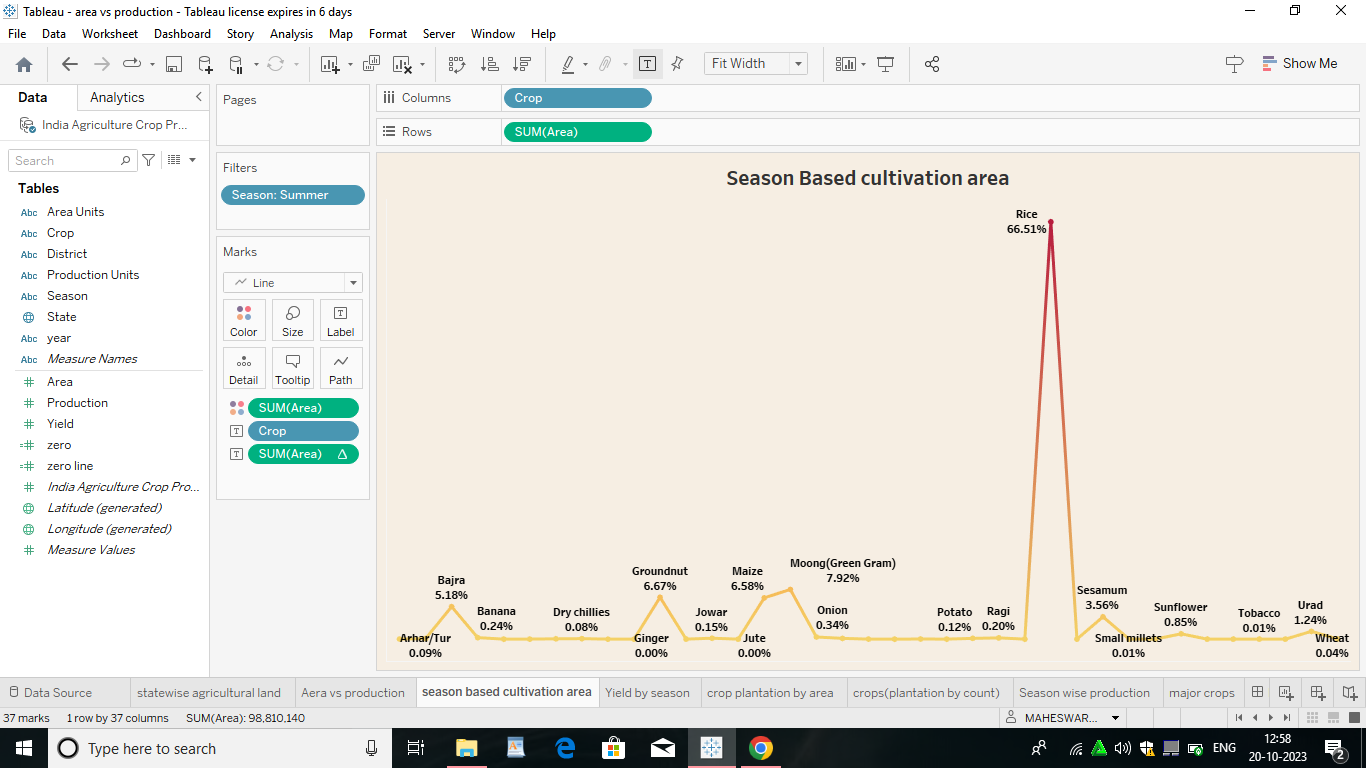 Tableau - area vs production - Tableau license expires in 6 days
File Data Worksheet Dashboard Story Analysis Map Format Server Window Help
Fit Width
Show Me
Data Analytics
India Agriculture Crop Pr...
Search
Tables
Abc Area Units
Abc Crop
Abc District
Abc Production Units
Abc Season
State
Abc year
Abc Measure Names
Area
Production
Yield
zero
zero line
India Agriculture Crop Pro...
Latitude (generated)
Longitude (generated)
Measure Values
Pages
Filters
Season: Summer
Marks
Line
Color Size Label
Detail Tooltip Path
SUM(Area)
Crop
SUM(Area)
Columns Crop
Rows SUM(Area)
Season Based cultivation area
Rice
66.51%
Bajra
5.18%
Banana
0.24%
Arhar/Tur
0.09%
Dry chillies
0.08%
Groundnut
6.67%
Ginger
0.00%
Jowar
0.15%
Maize
6.58%
Jute
0.00%
Moong(Green Gram)
7.92%
Onion
0.34%
Potato
0.12%
Ragi
0.20%
Sesamum
3.56%
Small millets
0.01%
Sunflower
0.85%
Tobacco
0.01%
Urad
1.24%
Wheat
0.04%
Data Source statewise agricultural land Aera vs production season based cultivation area Yield by season crop plantation by area crops(plantation by count) Season wise production major crops
37 marks 1 row by 37 columns SUM(Area): 98,810,140 MAHESWAR...
Type here to search
ENG
12:58
20-10-2023
2